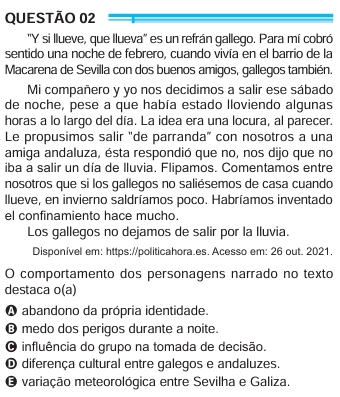 QUESTÃO 02
“Y si llueve, que llueva” es un refrán gallego. Para mí cobró
sentido una noche de febrero, cuando vivía en el barrio de la
Macarena de Sevilla con dos buenos amigos, gallegos también.
Mi compañero y yo nos decidimos a salir ese sábado
de noche, pese a que había estado lloviendo algunas
horas a lo largo del día. La idea era una locura, al parecer.
Le propusimos salir “de parranda” con nosotros a una
amiga andaluza, ésta respondió que no, nos dijo que no
iba a salir un día de lluvia. Flipamos. Comentamos entre
nosotros que si los gallegos no saliésemos de casa cuando
llueve, en invierno saldríamos poco. Habríamos inventado
el confinamiento hace mucho.
Los gallegos no dejamos de salir por la lluvia.
Disponível em: https://politicahora.es. Acesso em: 26 out. 2021.
O comportamento dos personagens narrado no texto
destaca o(a)
A abandono da própria identidade.
B medo dos perigos durante a noite.
C influência do grupo na tomada de decisão.
D diferença cultural entre galegos e andaluzes.
E variação meteorológica entre Sevilha e Galiza.